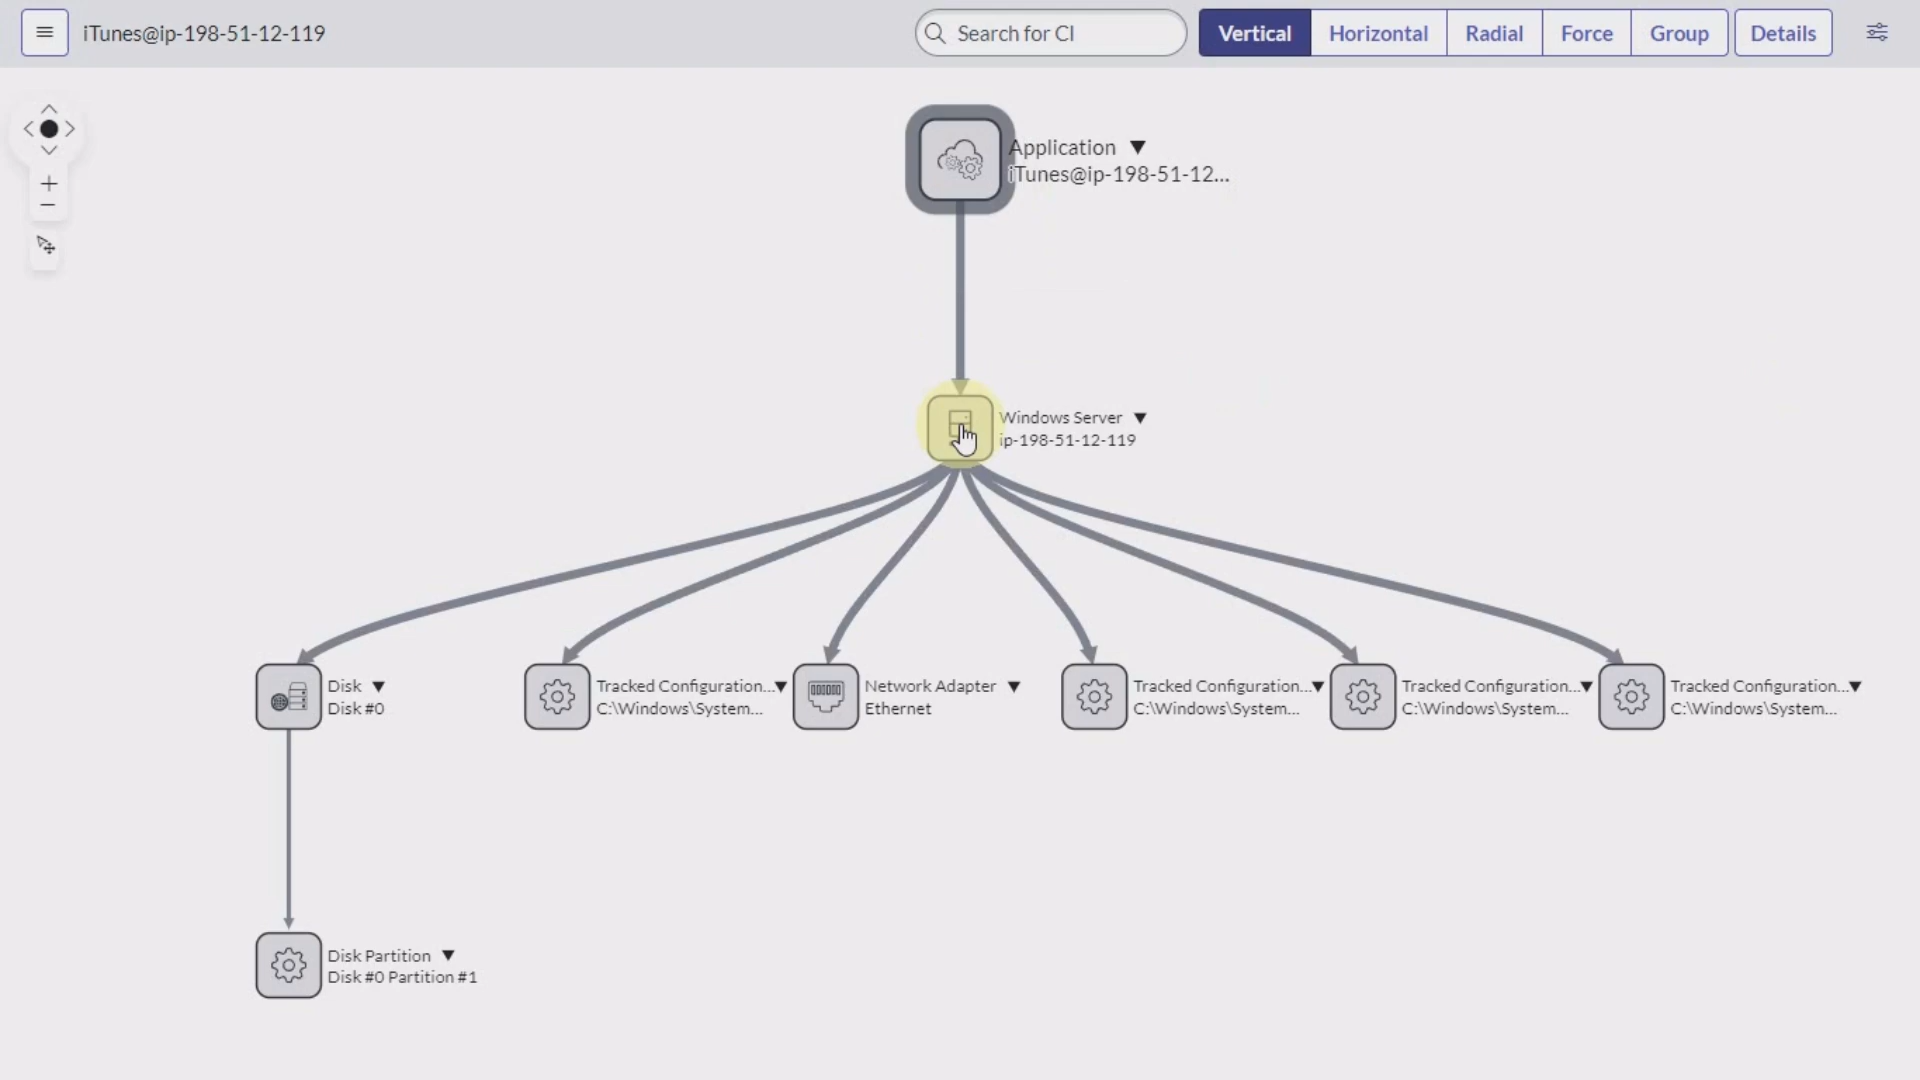 iTunes@ip-198-51-12-119
Search for CI
Vertical
Horizontal
Radial
Force
Group
Details
Application
iTunes@ip-198-51-12...
Windows Server
ip-198-51-12-119
Disk
Disk #0
Tracked Configuration...
C:\Windows\System...
Network Adapter
Ethernet
Tracked Configuration...
C:\Windows\System...
Tracked Configuration...
C:\Windows\System...
Tracked Configuration...
C:\Windows\System...
Disk Partition
Disk #0 Partition #1